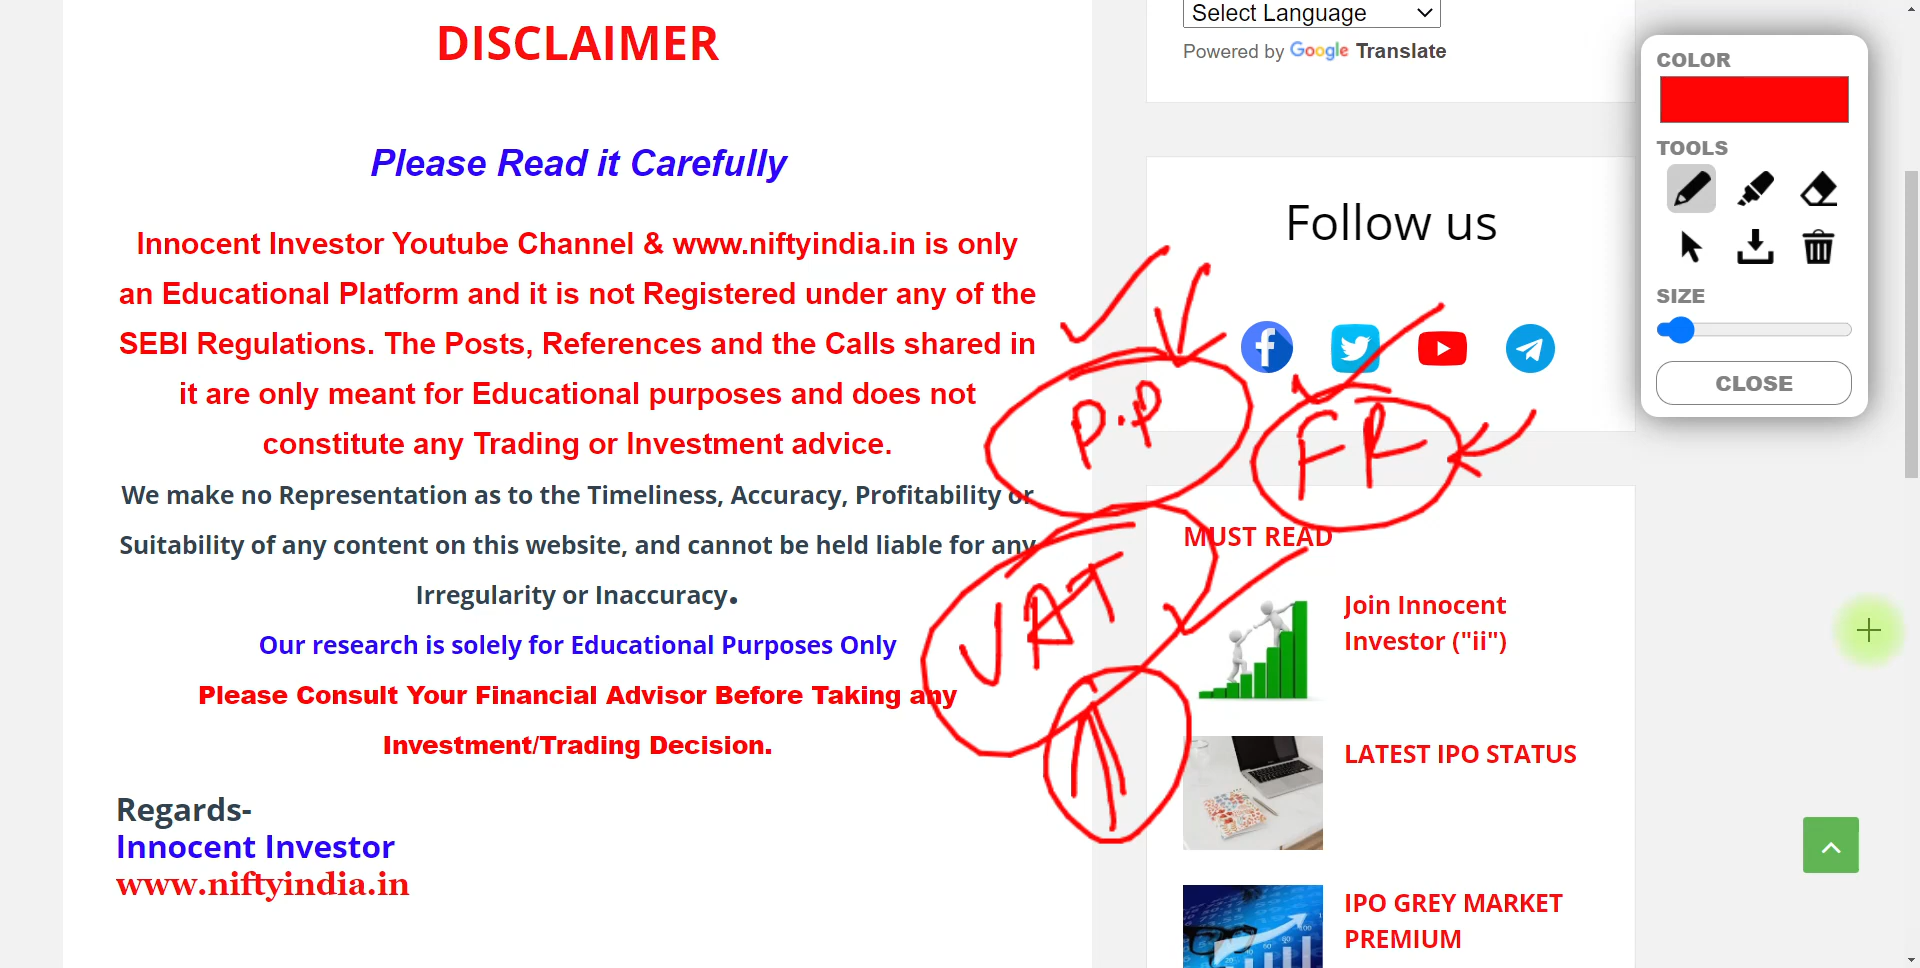 DISCLAIMER
Please Read it Carefully
Innocent Investor Youtube Channel & www.niftyindia.in is only
an Educational Platform and it is not Registered under any of the
SEBI Regulations. The Posts, References and the Calls shared in
it are only meant for Educational purposes and does not
constitute any Trading or Investment advice.
We make no Representation as to the Timeliness, Accuracy, Profitability or
Suitability of any content on this website, and cannot be held liable for any
Irregularity or Inaccuracy.
Our research is solely for Educational Purposes Only
Please Consult Your Financial Advisor Before Taking any
Investment/Trading Decision.
Regards-
Innocent Investor
www.niftyindia.in
P.P
FR
VAT
Select Language
Powered by Google Translate
Follow us
MUST READ
Join Innocent
Investor ("ii")
LATEST IPO STATUS
IPO GREY MARKET
PREMIUM
COLOR
TOOLS
SIZE
CLOSE